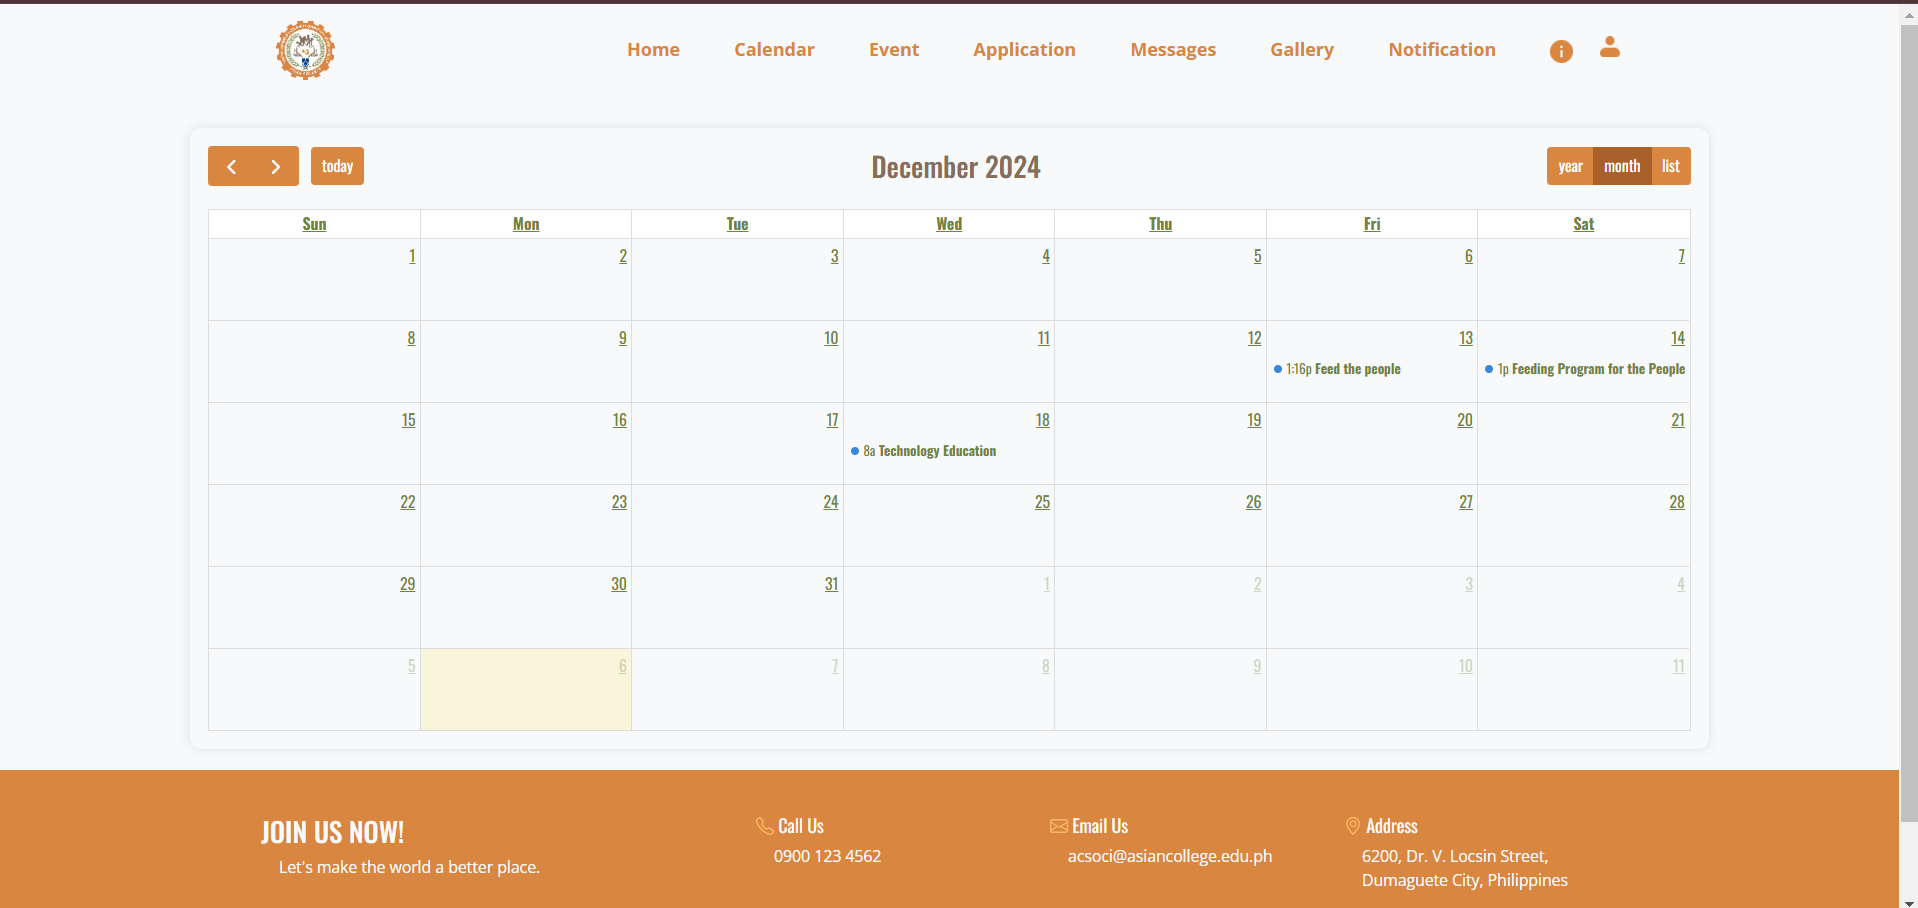 Home Calendar Event Application Messages Gallery Notification
today
December 2024
year month list
Sun Mon Tue Wed Thu Fri Sat
1 2 3 4 5 6 7
8 9 10 11 12 13 14
1:16p Feed the people
1p Feeding Program for the People
15 16 17 18 19 20 21
8a Technology Education
22 23 24 25 26 27 28
29 30 31 1 2 3 4
5 6 7 8 9 10 11
JOIN US NOW!
Let's make the world a better place.
Call Us
0900 123 4562
Email Us
acsoci@asiancollege.edu.ph
Address
6200, Dr. V. Locsin Street,
Dumaguete City, Philippines